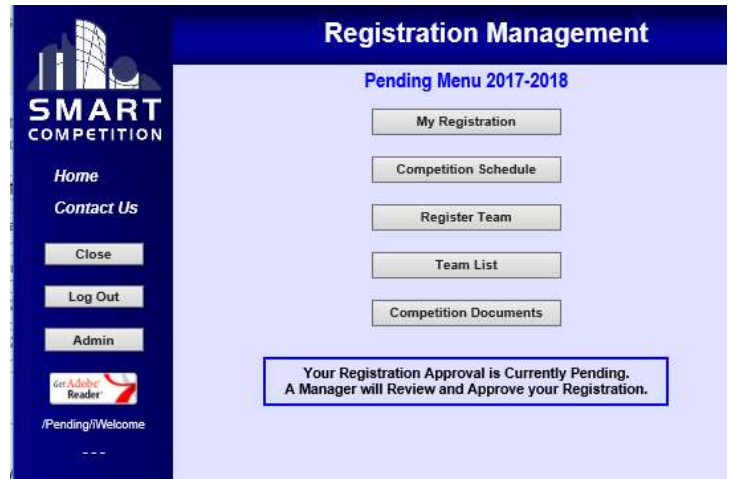 SMART
COMPETITION
Home
Contact Us
Close
Log Out
Admin
Get Adobe
Reader
/Pending/iWelcome
---
Registration Management
Pending Menu 2017-2018
My Registration
Competition Schedule
Register Team
Team List
Competition Documents
Your Registration Approval is Currently Pending.
A Manager will Review and Approve your Registration.